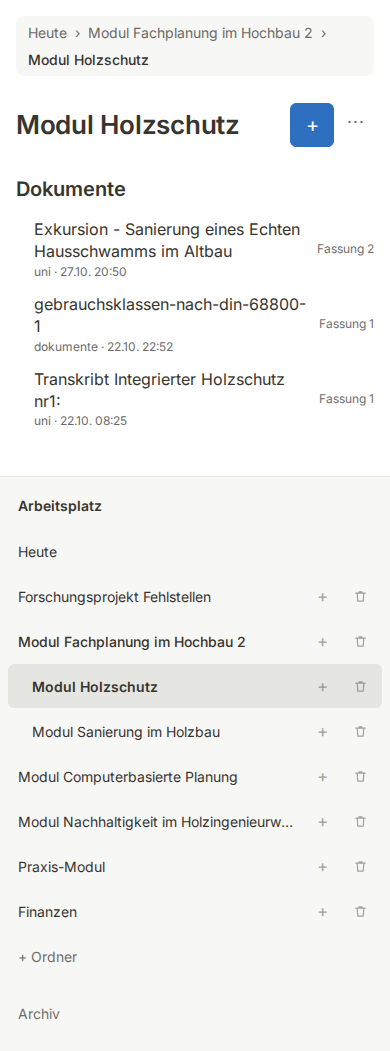 Heute › Modul Fachplanung im Hochbau 2 ›
Modul Holzschutz
Modul Holzschutz
+ ...
Dokumente
Exkursion - Sanierung eines Echten
Hausschwamms im Altbau
Fassung 2
uni · 27.10. 20:50
gebrauchsklassen-nach-din-68800-
1
Fassung 1
dokumente · 22.10. 22:52
Transkribt Integrierter Holzschutz
nr1:
Fassung 1
uni · 22.10. 08:25
Arbeitsplatz
Heute
Forschungsprojekt Fehlstellen +
Modul Fachplanung im Hochbau 2 +
Modul Holzschutz +
Modul Sanierung im Holzbau +
Modul Computerbasierte Planung +
Modul Nachhaltigkeit im Holzingenieurw... +
Praxis-Modul +
Finanzen +
+ Ordner
Archiv